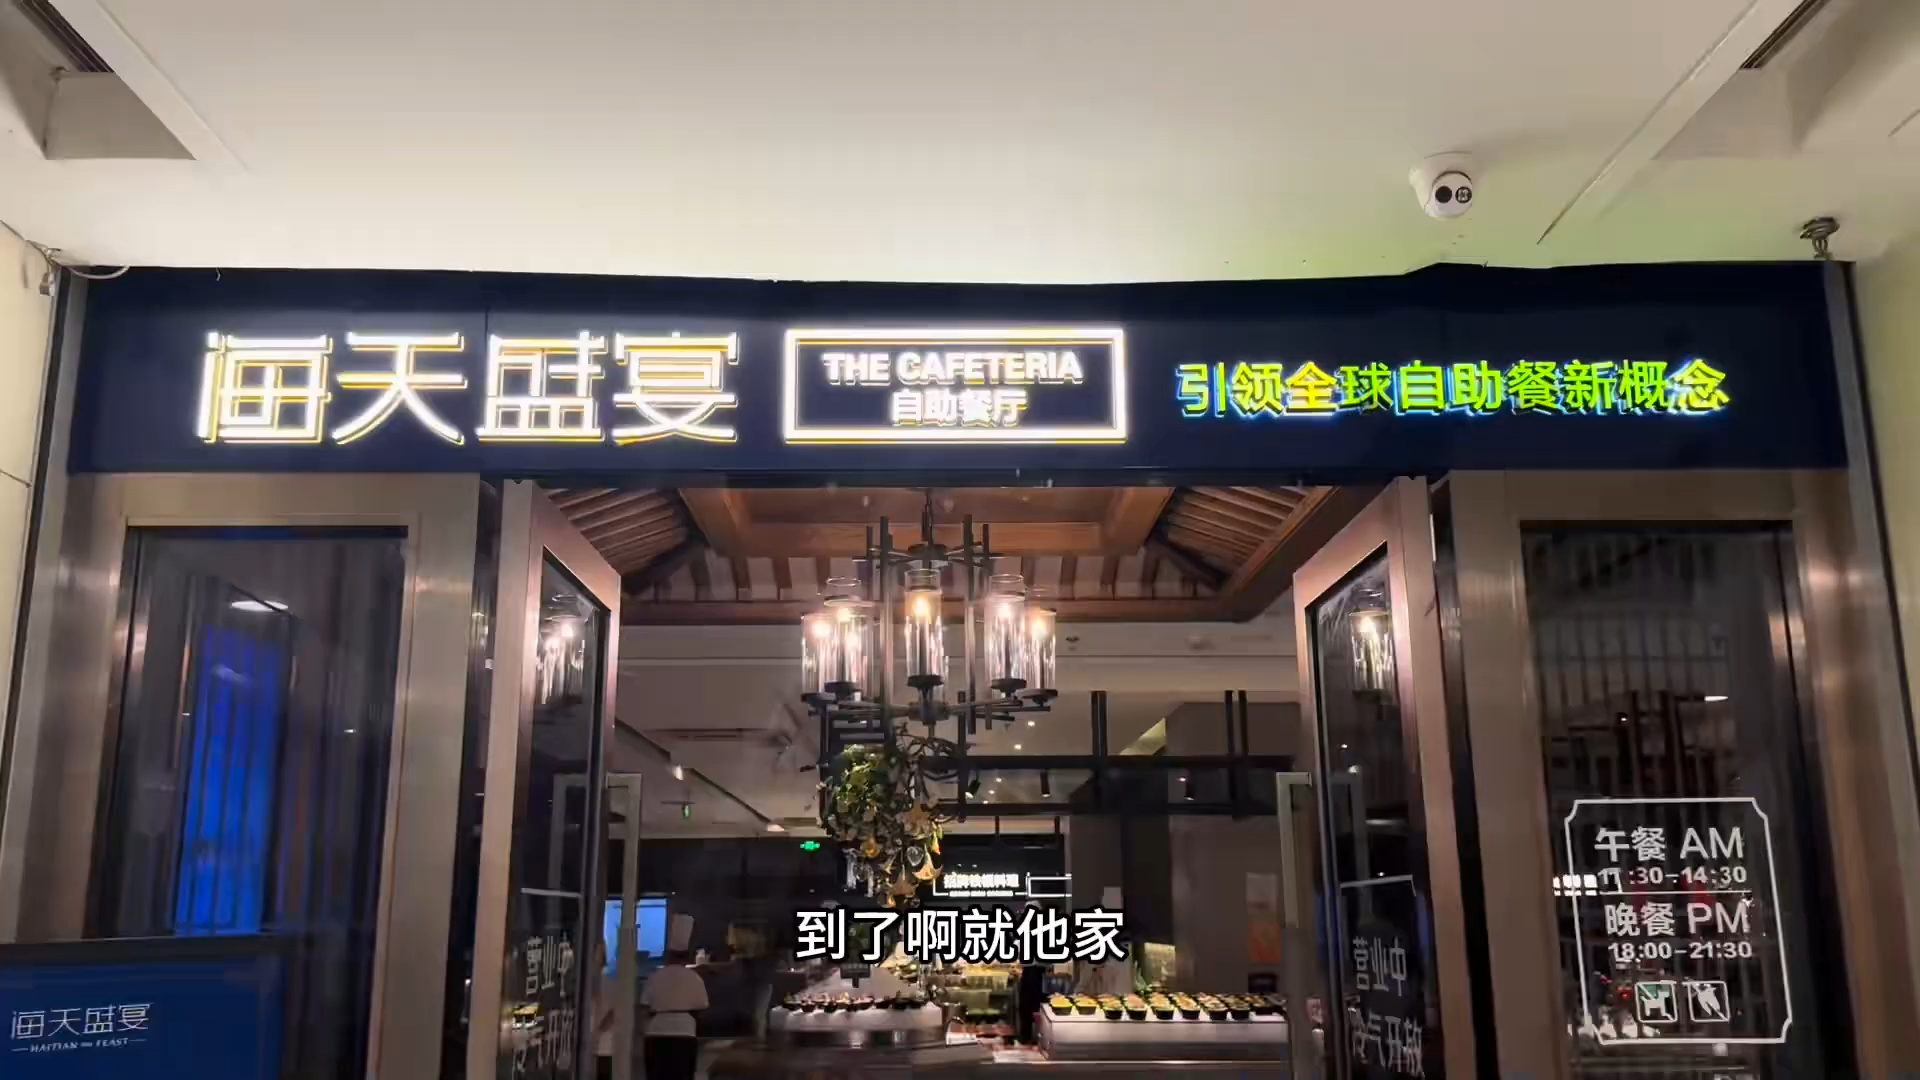 海天盛宴
THE CAFETERIA
自助餐厅
引领全球自助餐新概念
午餐 AM
11:30-14:30
晚餐 PM
18:00-21:30
营业中
冷气开放
营业中
冷气开放
到了啊就他家
海天盛宴
HAITIAN THE FEAST